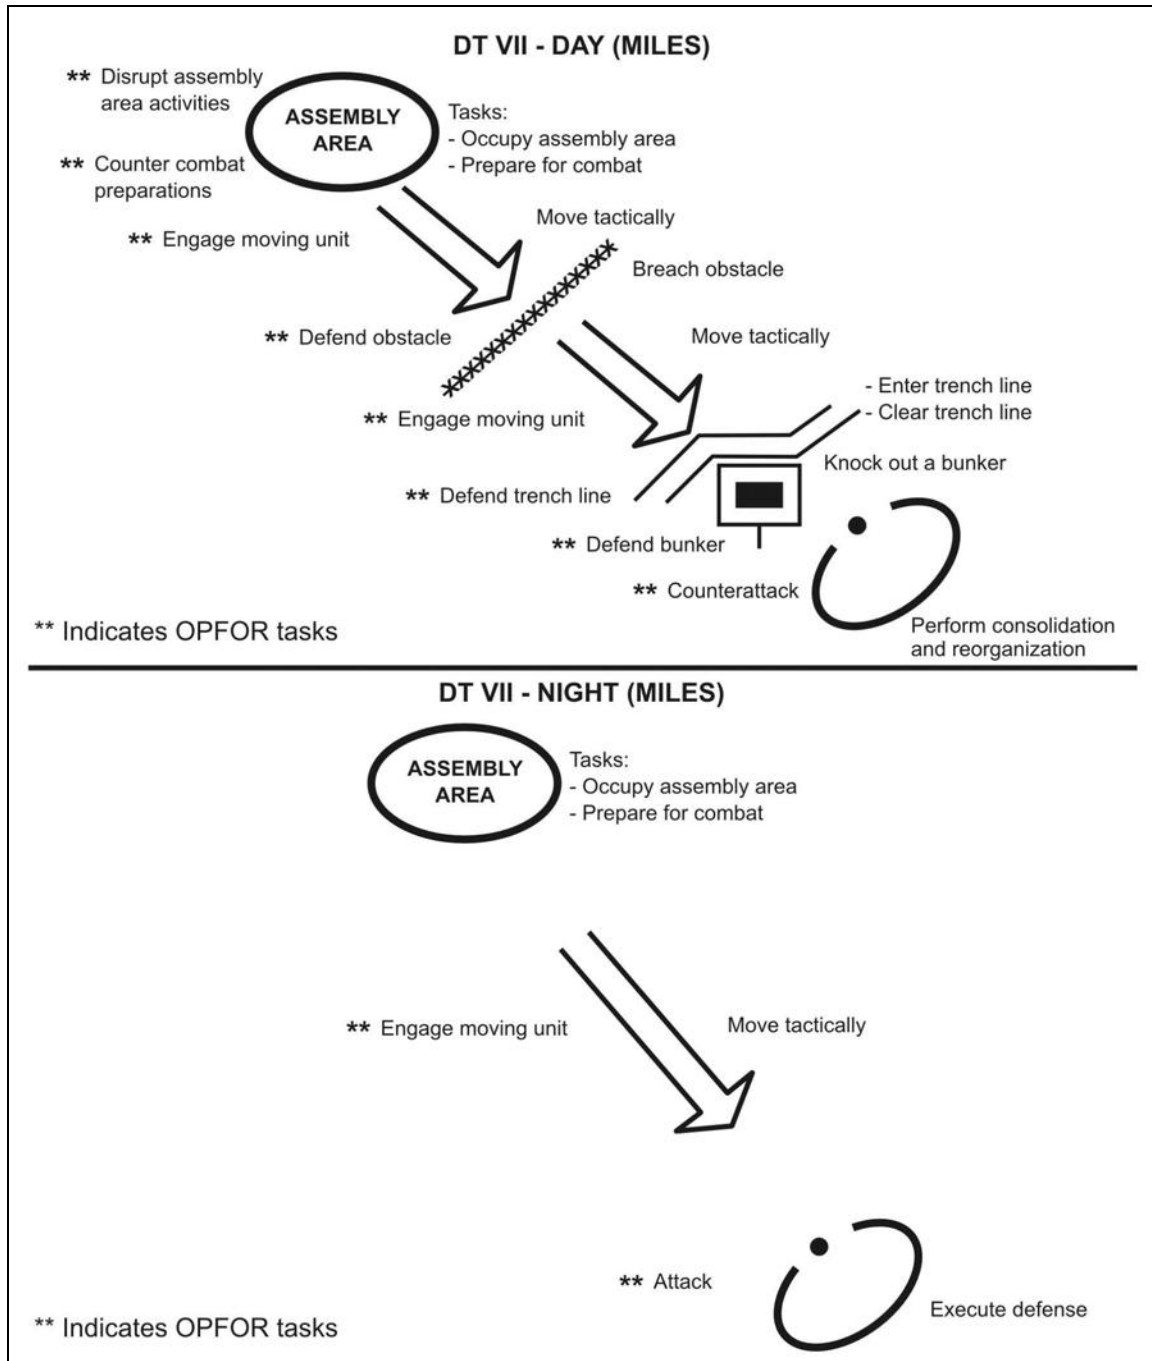 DT VII - DAY (MILES)
** Disrupt assembly
area activities
ASSEMBLY
AREA
Tasks:
- Occupy assembly area
- Prepare for combat
** Counter combat
preparations
Move tactically
** Engage moving unit
Breach obstacle
** Defend obstacle
Move tactically
** Engage moving unit
- Enter trench line
- Clear trench line
Knock out a bunker
** Defend trench line
** Defend bunker
** Counterattack
Perform consolidation
and reorganization
** Indicates OPFOR tasks
DT VII - NIGHT (MILES)
ASSEMBLY
AREA
Tasks:
- Occupy assembly area
- Prepare for combat
** Engage moving unit
Move tactically
** Attack
Execute defense
** Indicates OPFOR tasks